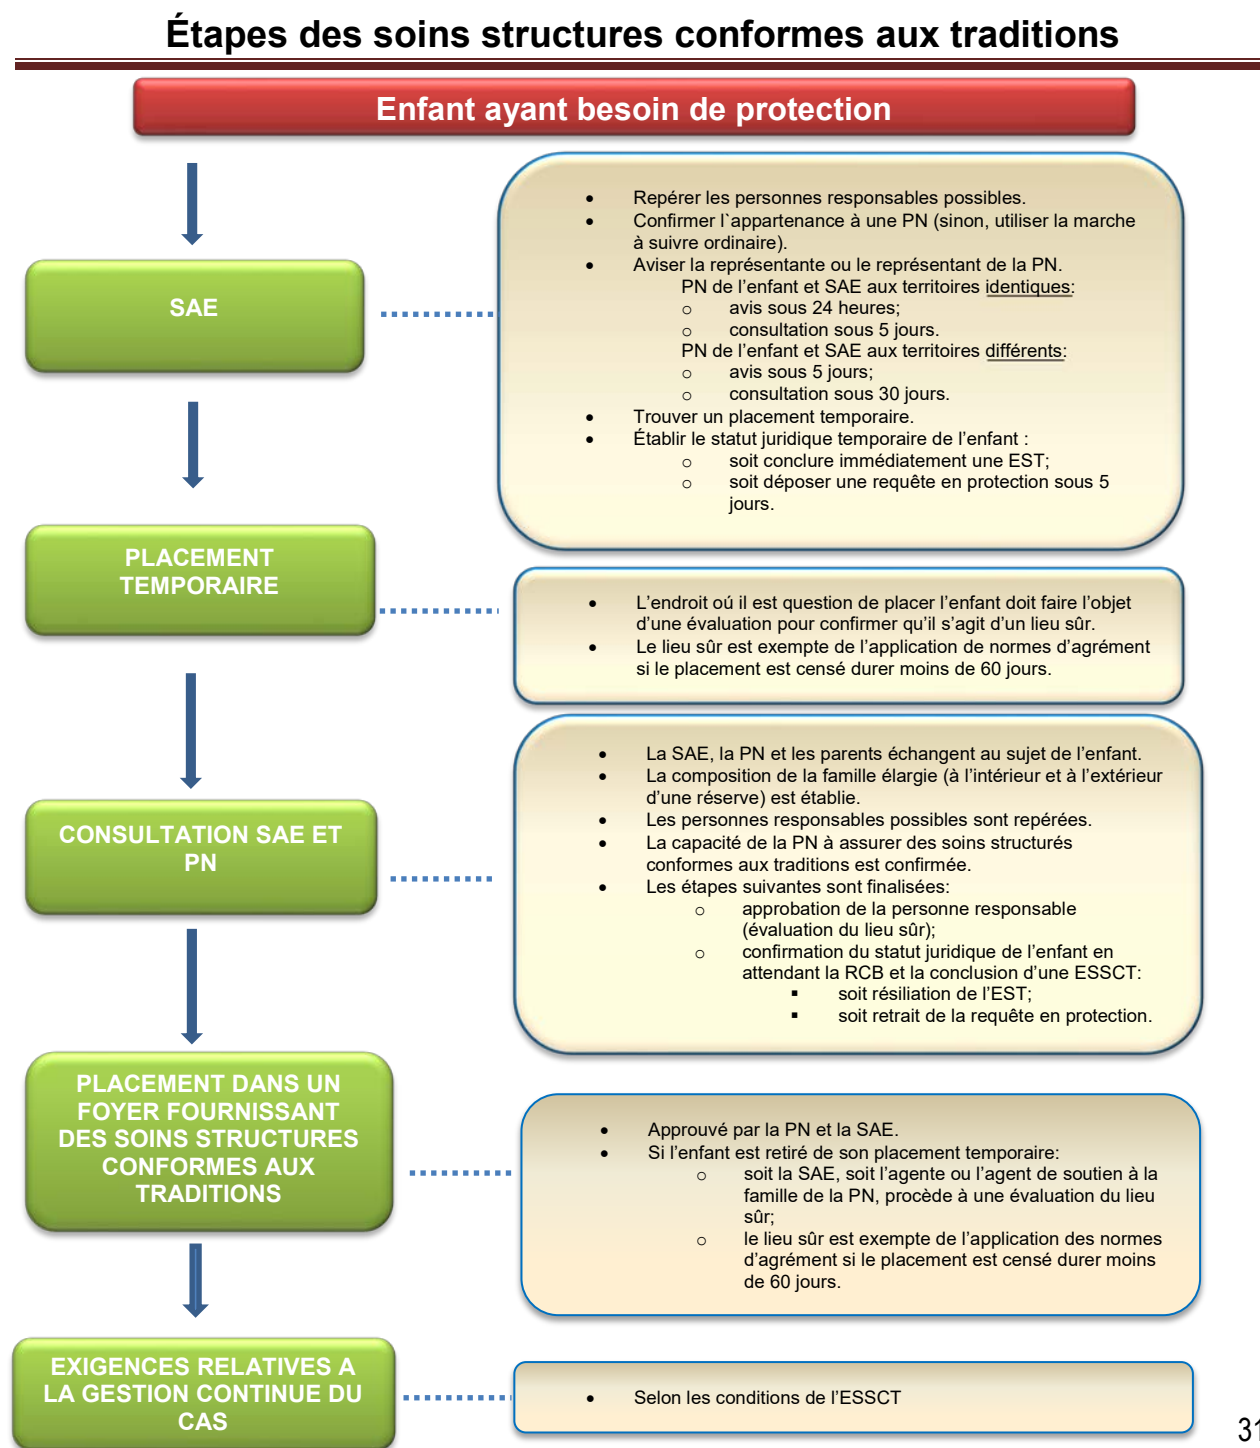 Étapes des soins structures conformes aux traditions
Enfant ayant besoin de protection
SAE
• Repérer les personnes responsables possibles.
• Confirmer l`appartenance à une PN (sinon, utiliser la marche
à suivre ordinaire).
• Aviser la représentante ou le représentant de la PN.
PN de l’enfant et SAE aux territoires identiques:
o avis sous 24 heures;
o consultation sous 5 jours.
PN de l’enfant et SAE aux territoires différents:
o avis sous 5 jours;
o consultation sous 30 jours.
• Trouver un placement temporaire.
• Établir le statut juridique temporaire de l’enfant :
o soit conclure immédiatement une EST;
o soit déposer une requête en protection sous 5
jours.
PLACEMENT
TEMPORAIRE
• L’endroit oú il est question de placer l’enfant doit faire l’objet
d’une évaluation pour confirmer qu’il s’agit d’un lieu sûr.
• Le lieu sûr est exempte de l’application de normes d’agrément
si le placement est censé durer moins de 60 jours.
CONSULTATION SAE ET
PN
• La SAE, la PN et les parents échangent au sujet de l’enfant.
• La composition de la famille élargie (à l’intérieur et à l’extérieur
d’une réserve) est établie.
• Les personnes responsables possibles sont repérées.
• La capacité de la PN à assurer des soins structurés
conformes aux traditions est confirmée.
• Les étapes suivantes sont finalisées:
o approbation de la personne responsable
(évaluation du lieu sûr);
o confirmation du statut juridique de l’enfant en
attendant la RCB et la conclusion d’une ESSCT:
▪ soit résiliation de l’EST;
▪ soit retrait de la requête en protection.
PLACEMENT DANS UN
FOYER FOURNISSANT
DES SOINS STRUCTURES
CONFORMES AUX
TRADITIONS
• Approuvé par la PN et la SAE.
• Si l’enfant est retiré de son placement temporaire:
o soit la SAE, soit l’agente ou l’agent de soutien à la
famille de la PN, procède à une évaluation du lieu
sûr;
o le lieu sûr est exempte de l’application des normes
d’agrément si le placement est censé durer moins
de 60 jours.
EXIGENCES RELATIVES A
LA GESTION CONTINUE DU
CAS
• Selon les conditions de l’ESSCT
31